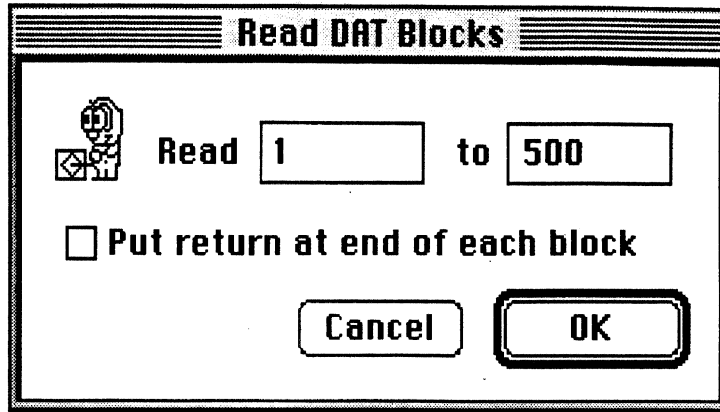 Read DAT Blocks
Read 1 to 500
Put return at end of each block
Cancel OK